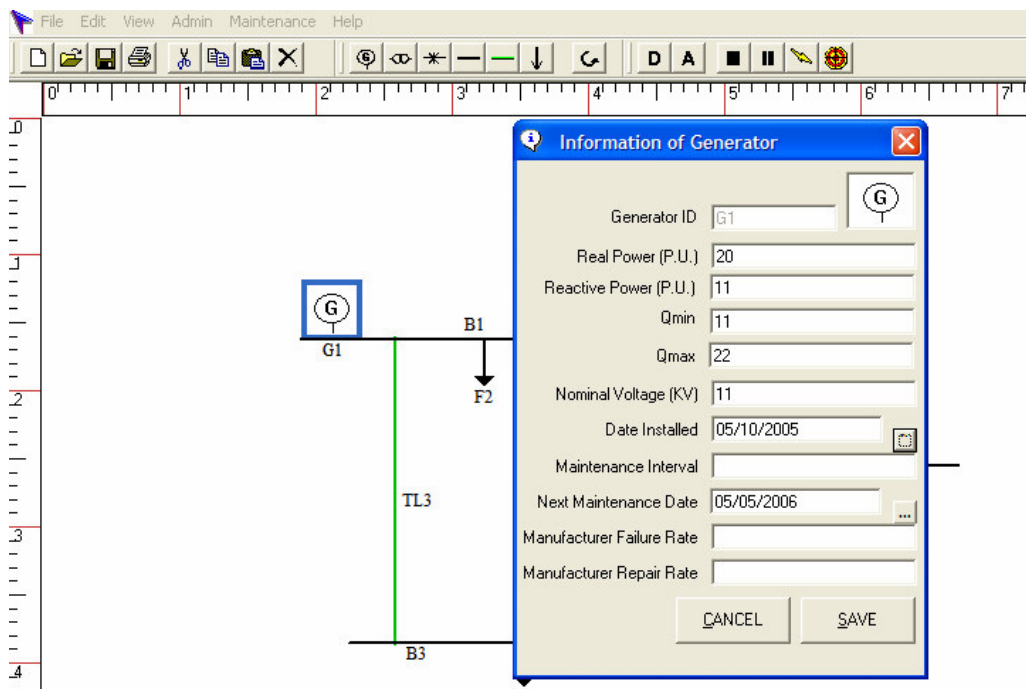 File Edit View Admin Maintenance Help
G D A
0 1 2 3 4 5 6 7
0
1
2
3
4
Information of Generator
G
Generator ID G1
Real Power (P.U.) 20
Reactive Power (P.U.) 11
Qmin 11
Qmax 22
Nominal Voltage (KV) 11
Date Installed 05/10/2005
Maintenance Interval
Next Maintenance Date 05/05/2006
...
Manufacturer Failure Rate
Manufacturer Repair Rate
CANCEL SAVE
G
G1
B1
F2
TL3
B3